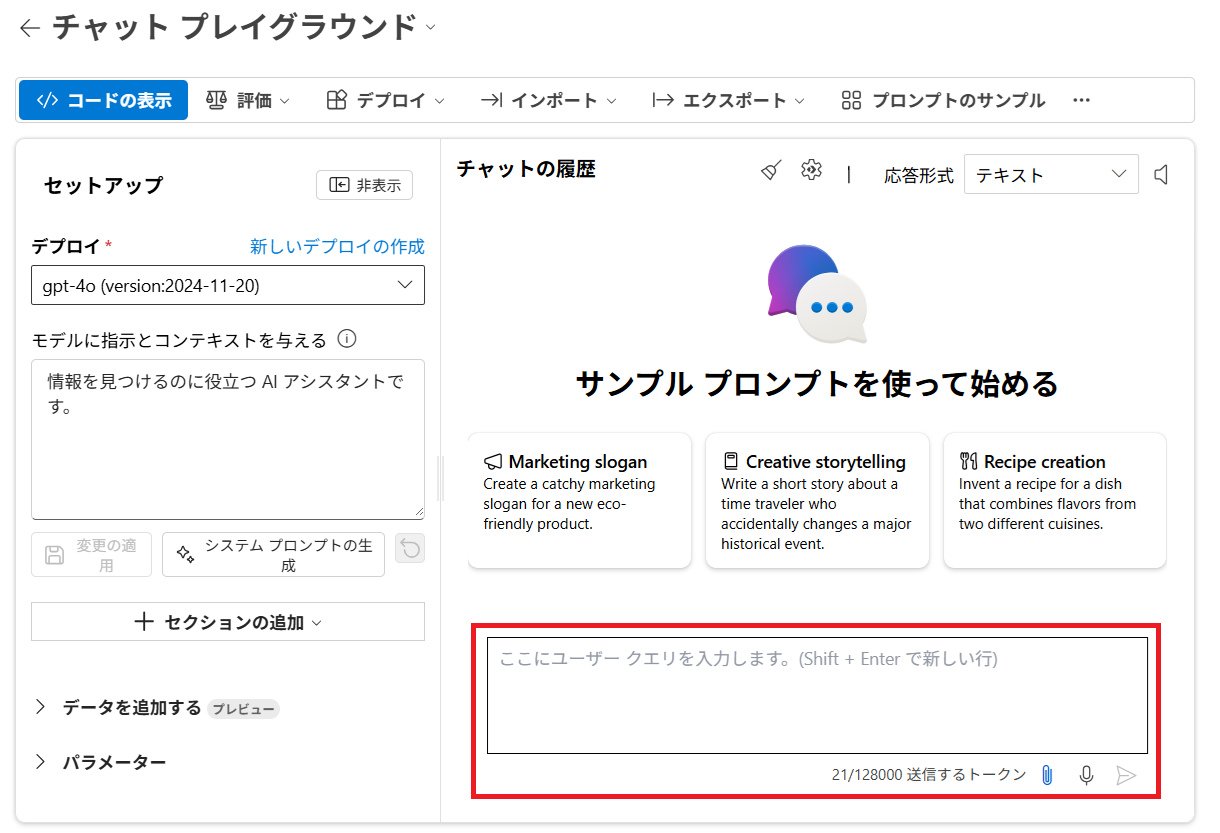 チャット プレイグラウンド
コードの表示
評価
デプロイ
インポート
エクスポート
プロンプトのサンプル
セットアップ
非表示
デプロイ *
新しいデプロイの作成
gpt-4o (version:2024-11-20)
モデルに指示とコンテキストを与える
情報を見つけるのに役立つ AI アシスタントで
す。
変更の適
用
システム プロンプトの生
成
セクションの追加
データを追加する プレビュー
パラメーター
チャットの履歴
応答形式
テキスト
サンプル プロンプトを使って始める
Marketing slogan
Create a catchy marketing
slogan for a new eco-
friendly product.
Creative storytelling
Write a short story about a
time traveler who
accidentally changes a major
historical event.
Recipe creation
Invent a recipe for a dish
that combines flavors from
two different cuisines.
ここにユーザー クエリを入力します。(Shift + Enter で新しい行)
21/128000 送信するトークン